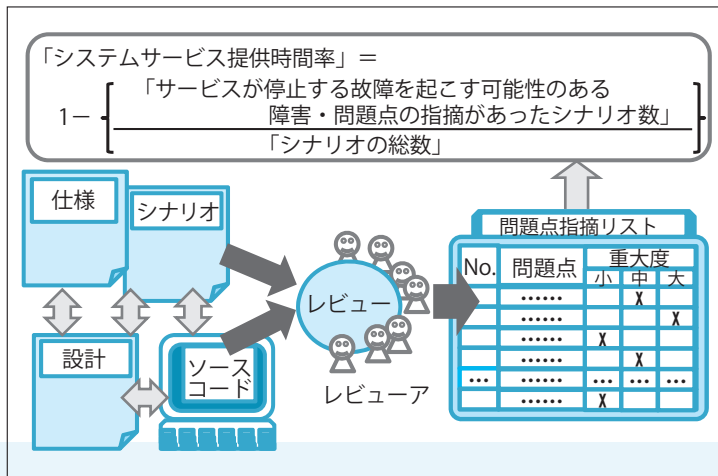 「システムサービス提供時間率」＝
1－
「サービスが停止する故障を起こす可能性のある
障害・問題点の指摘があったシナリオ数」
「シナリオの総数」
仕様
シナリオ
設計
ソース
コード
レビュー
レビューア
問題点指摘リスト
No. 問題点 重大度
小 中 大
…… X
…… X
…… X
…… X
… …… … … …
…… X